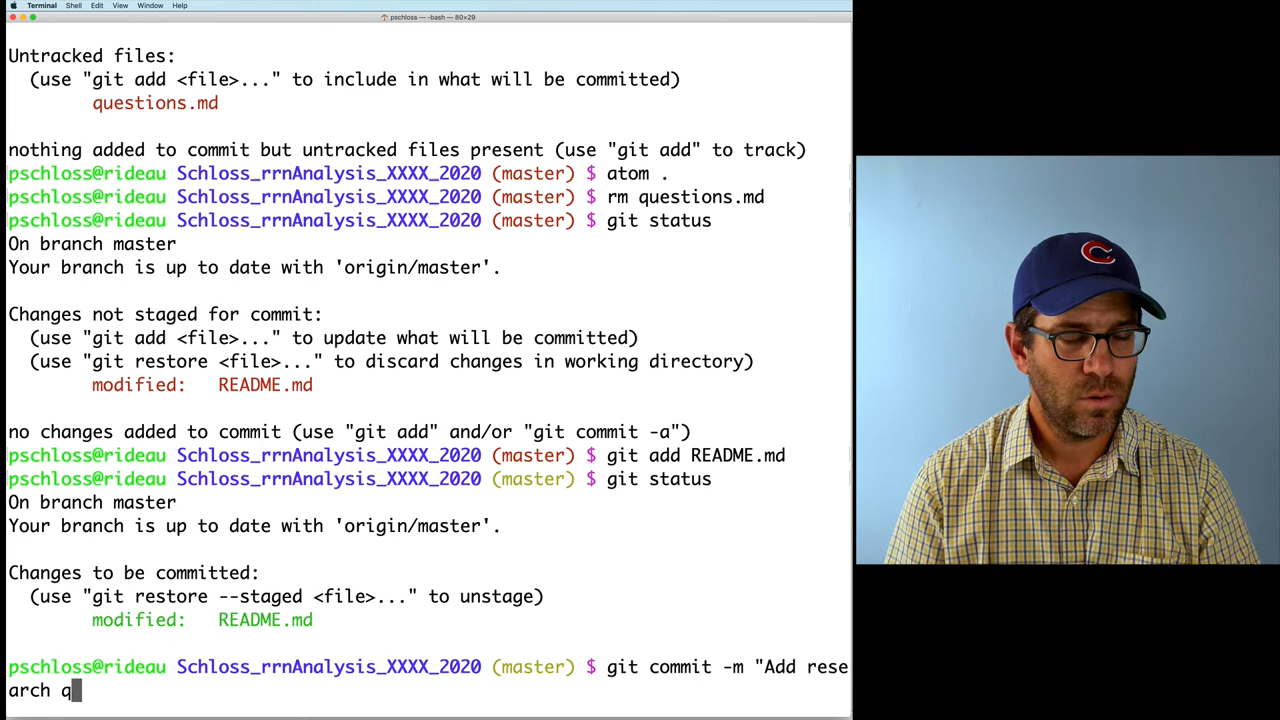 Terminal Shell Edit View Window Help
pschloss — -bash — 80×29
Untracked files:
(use "git add <file>..." to include in what will be committed)
questions.md
nothing added to commit but untracked files present (use "git add" to track)
pschloss@rideau Schloss_rrnAnalysis_XXXX_2020 (master) $ atom .
pschloss@rideau Schloss_rrnAnalysis_XXXX_2020 (master) $ rm questions.md
pschloss@rideau Schloss_rrnAnalysis_XXXX_2020 (master) $ git status
On branch master
Your branch is up to date with 'origin/master'.
Changes not staged for commit:
(use "git add <file>..." to update what will be committed)
(use "git restore <file>..." to discard changes in working directory)
modified: README.md
no changes added to commit (use "git add" and/or "git commit -a")
pschloss@rideau Schloss_rrnAnalysis_XXXX_2020 (master) $ git add README.md
pschloss@rideau Schloss_rrnAnalysis_XXXX_2020 (master) $ git status
On branch master
Your branch is up to date with 'origin/master'.
Changes to be committed:
(use "git restore --staged <file>..." to unstage)
modified: README.md
pschloss@rideau Schloss_rrnAnalysis_XXXX_2020 (master) $ git commit -m "Add rese
arch q
C